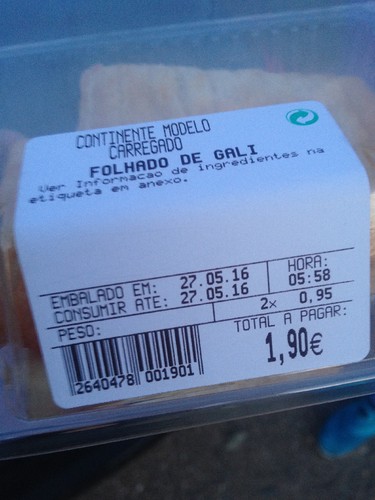 CONTINENTE MODELO
CARREGADO
FOLHADO DE GALI
Ver Informacao de ingredientes na
etiqueta em anexo.
EMBALADO EM: 27.05.16 HORA:
CONSUMIR ATE: 27.05.16 05:58
PESO: 2x 0,95
TOTAL A PAGAR:
1,90€
2640478 001901